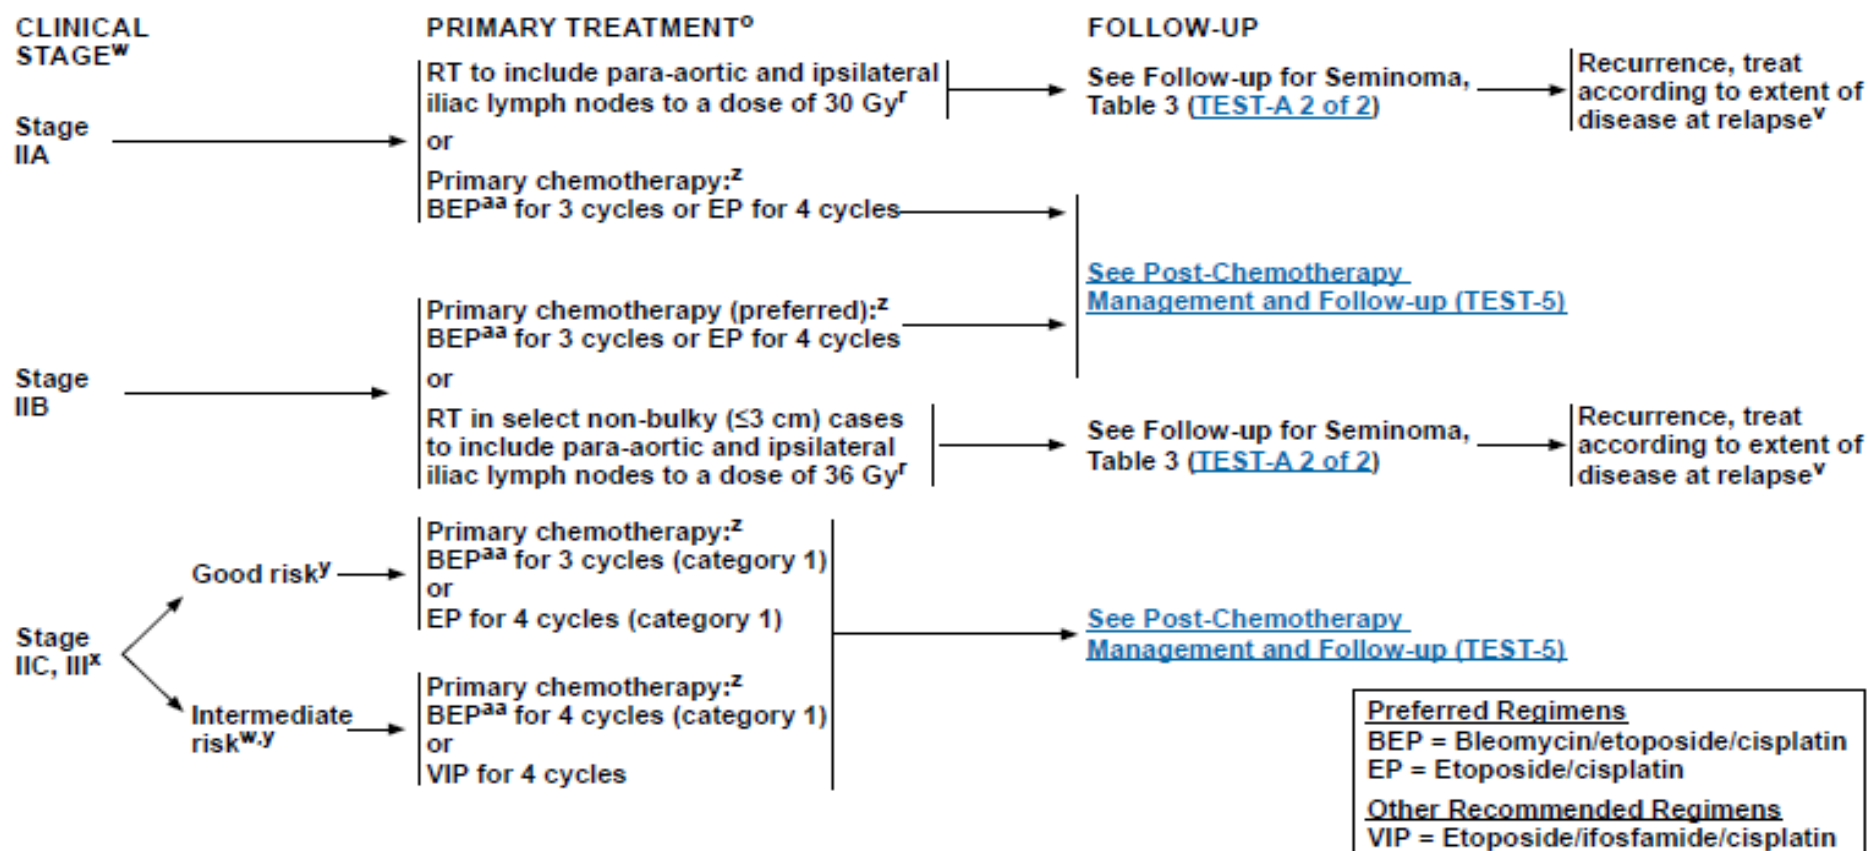 CLINICAL
STAGEʷ
PRIMARY TREATMENTᵒ
FOLLOW-UP
Stage
IIA
RT to include para-aortic and ipsilateral
iliac lymph nodes to a dose of 30 Gyʳ
or
Primary chemotherapy:ᶻ
BEPᵃᵃ for 3 cycles or EP for 4 cycles
See Follow-up for Seminoma,
Table 3 (TEST-A 2 of 2)
Recurrence, treat
according to extent of
disease at relapseᵛ
See Post-Chemotherapy
Management and Follow-up (TEST-5)
Stage
IIB
Primary chemotherapy (preferred):ᶻ
BEPᵃᵃ for 3 cycles or EP for 4 cycles
or
RT in select non-bulky (≤3 cm) cases
to include para-aortic and ipsilateral
iliac lymph nodes to a dose of 36 Gyʳ
See Follow-up for Seminoma,
Table 3 (TEST-A 2 of 2)
Recurrence, treat
according to extent of
disease at relapseᵛ
Stage
IIC, IIIˣ
Good riskʸ
Primary chemotherapy:ᶻ
BEPᵃᵃ for 3 cycles (category 1)
or
EP for 4 cycles (category 1)
Intermediate
riskʷ,ʸ
Primary chemotherapy:ᶻ
BEPᵃᵃ for 4 cycles (category 1)
or
VIP for 4 cycles
See Post-Chemotherapy
Management and Follow-up (TEST-5)
Preferred Regimens
BEP = Bleomycin/etoposide/cisplatin
EP = Etoposide/cisplatin
Other Recommended Regimens
VIP = Etoposide/ifosfamide/cisplatin